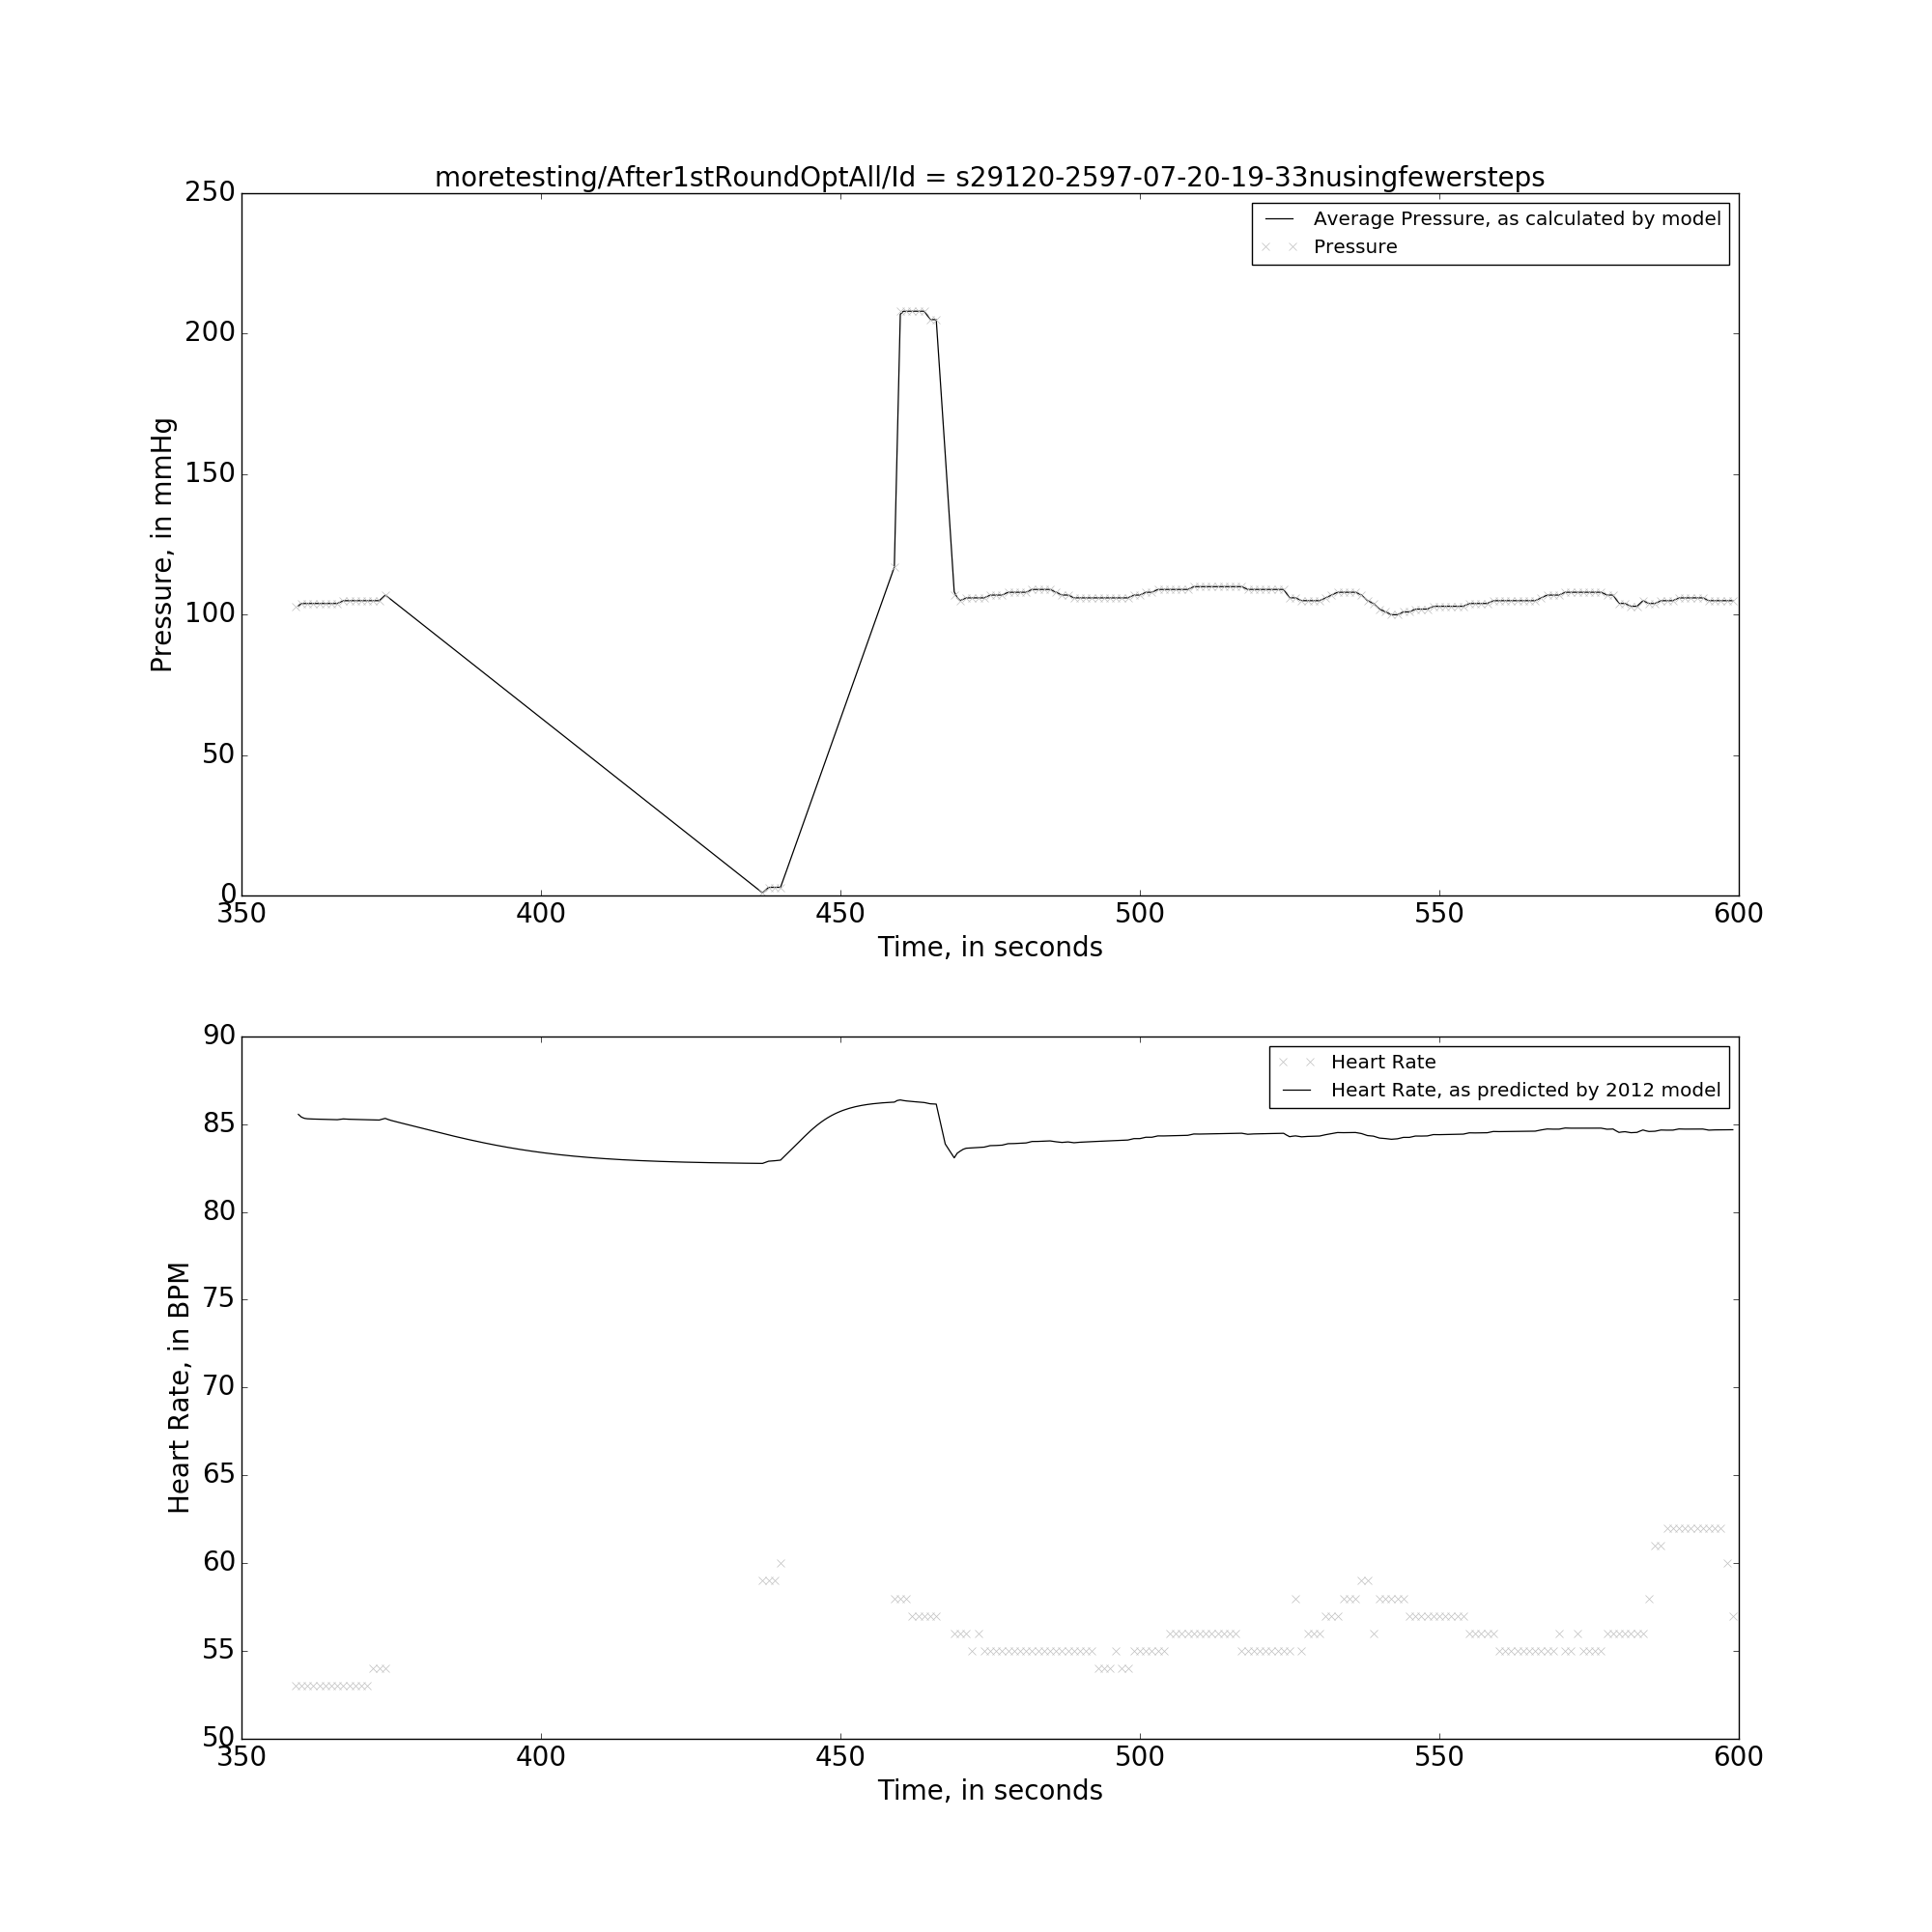 moretesting/After1stRoundOptAll/Id = s29120-2597-07-20-19-33nusingfewersteps
250
200
150
100
50
0
Pressure, in mmHg
Average Pressure, as calculated by model
Pressure
350 400 450 500 550 600
Time, in seconds
90
85
80
75
70
65
60
55
50
Heart Rate, in BPM
Heart Rate
Heart Rate, as predicted by 2012 model
350 400 450 500 550 600
Time, in seconds